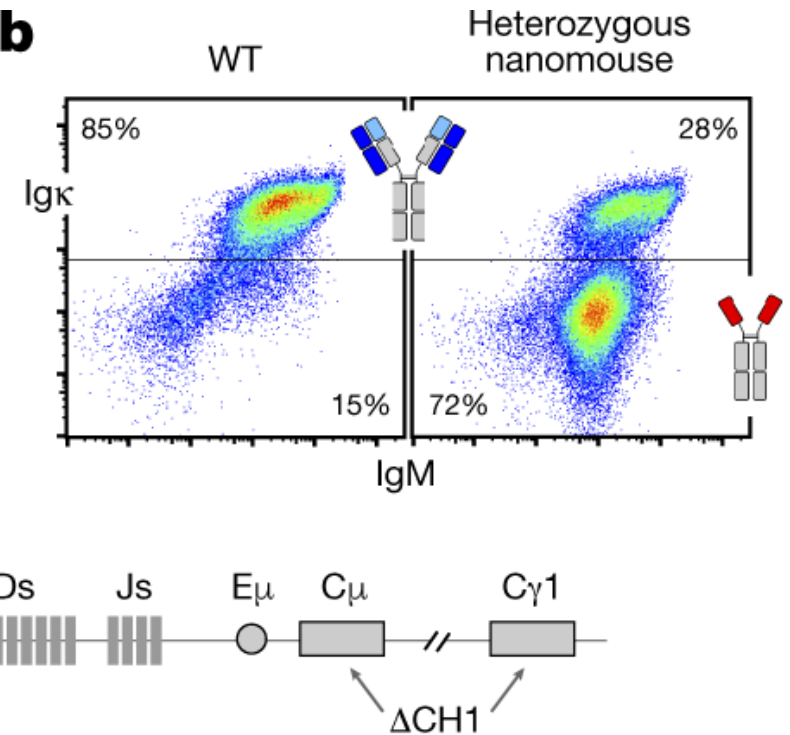 b
WT
Heterozygous
nanomouse
85%
28%
Igκ
15%
72%
IgM
Ds
Js
Eμ
Cμ
Cγ1
ΔCH1